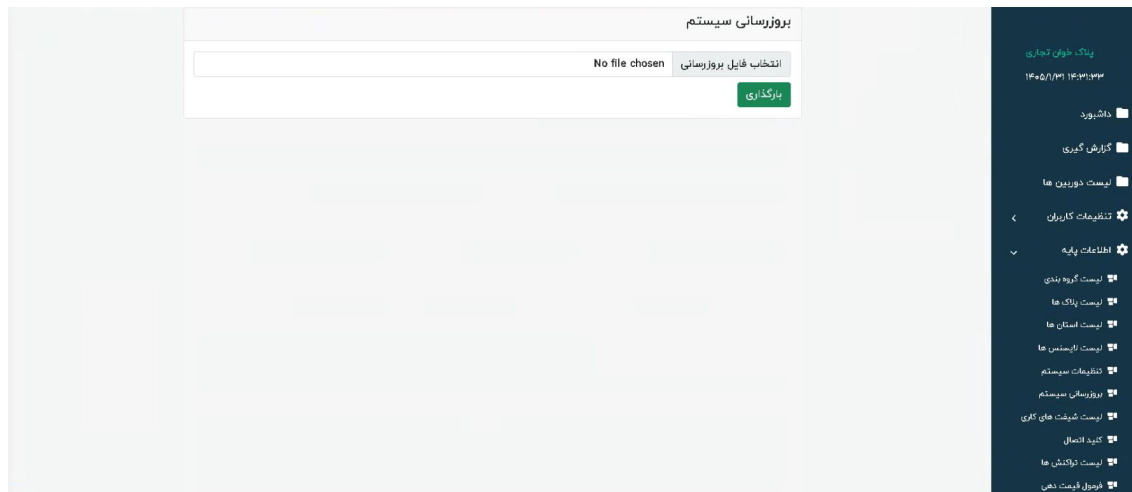 بروزرسانی سیستم
انتخاب فایل بروزرسانی No file chosen
بارگذاری
پلاک خوان تجاری
۱۴۰۵/۱/۳۱ ۱۴:۳۱:۳۳
داشبورد
گزارش گیری
لیست دوربین ها
تنظیمات کاربران
اطلاعات پایه
لیست گروه بندی
لیست پلاک ها
لیست استان ها
لیست لایسنس ها
تنظیمات سیستم
بروزرسانی سیستم
لیست شیفت های کاری
کلید اتصال
لیست تراکنش ها
فرمول قیمت دهی